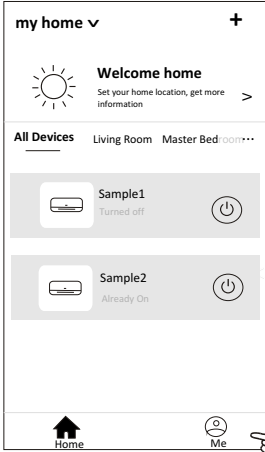 my home
Welcome home
Set your home location, get more
information
All Devices Living Room Master Bedroom...
Sample1
Turned off
Sample2
Already On
Home
Me